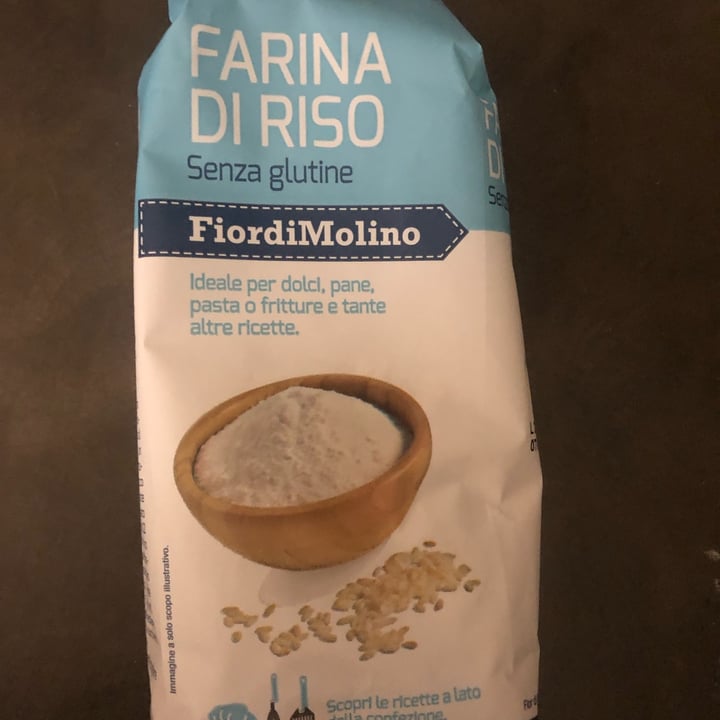 FARINA
DI RISO
Senza glutine
FiordiMolino
Ideale per dolci, pane,
pasta o fritture e tante
altre ricette.
Immagine a solo scopo illustrativo.
Scopri le ricette a lato
della confezione.